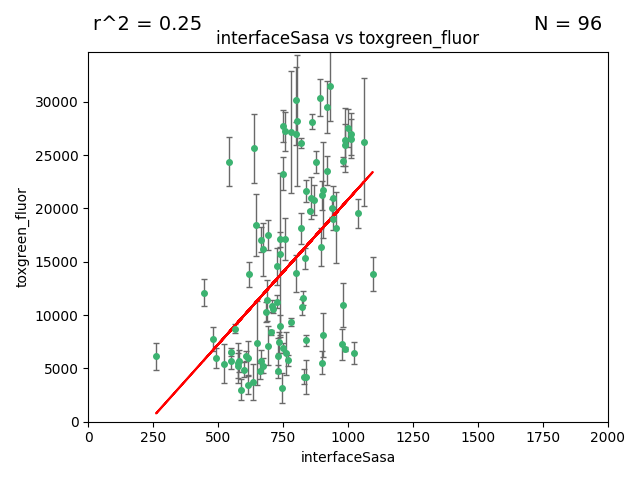 r^2 = 0.25
N = 96
interfaceSasa vs toxgreen_fluor
30000
25000
20000
15000
10000
5000
0
toxgreen_fluor
0 250 500 750 1000 1250 1500 1750 2000
interfaceSasa